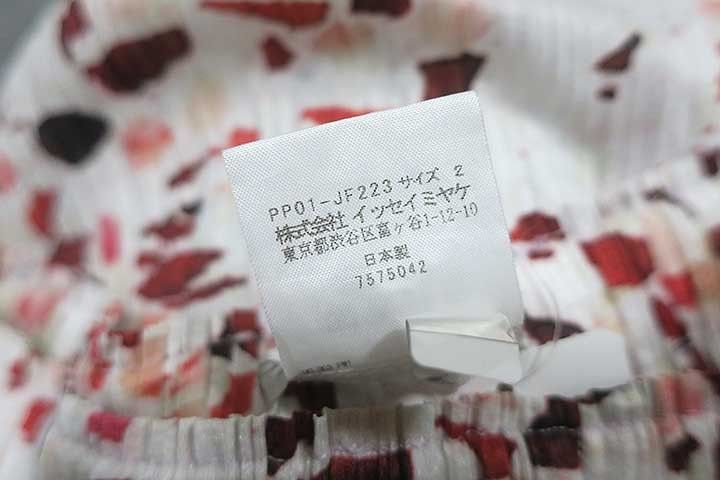 PP01-JF223 サイズ 2
株式会社 イッセイミヤケ
東京都渋谷区富ヶ谷1-12-10
日本製
7575042